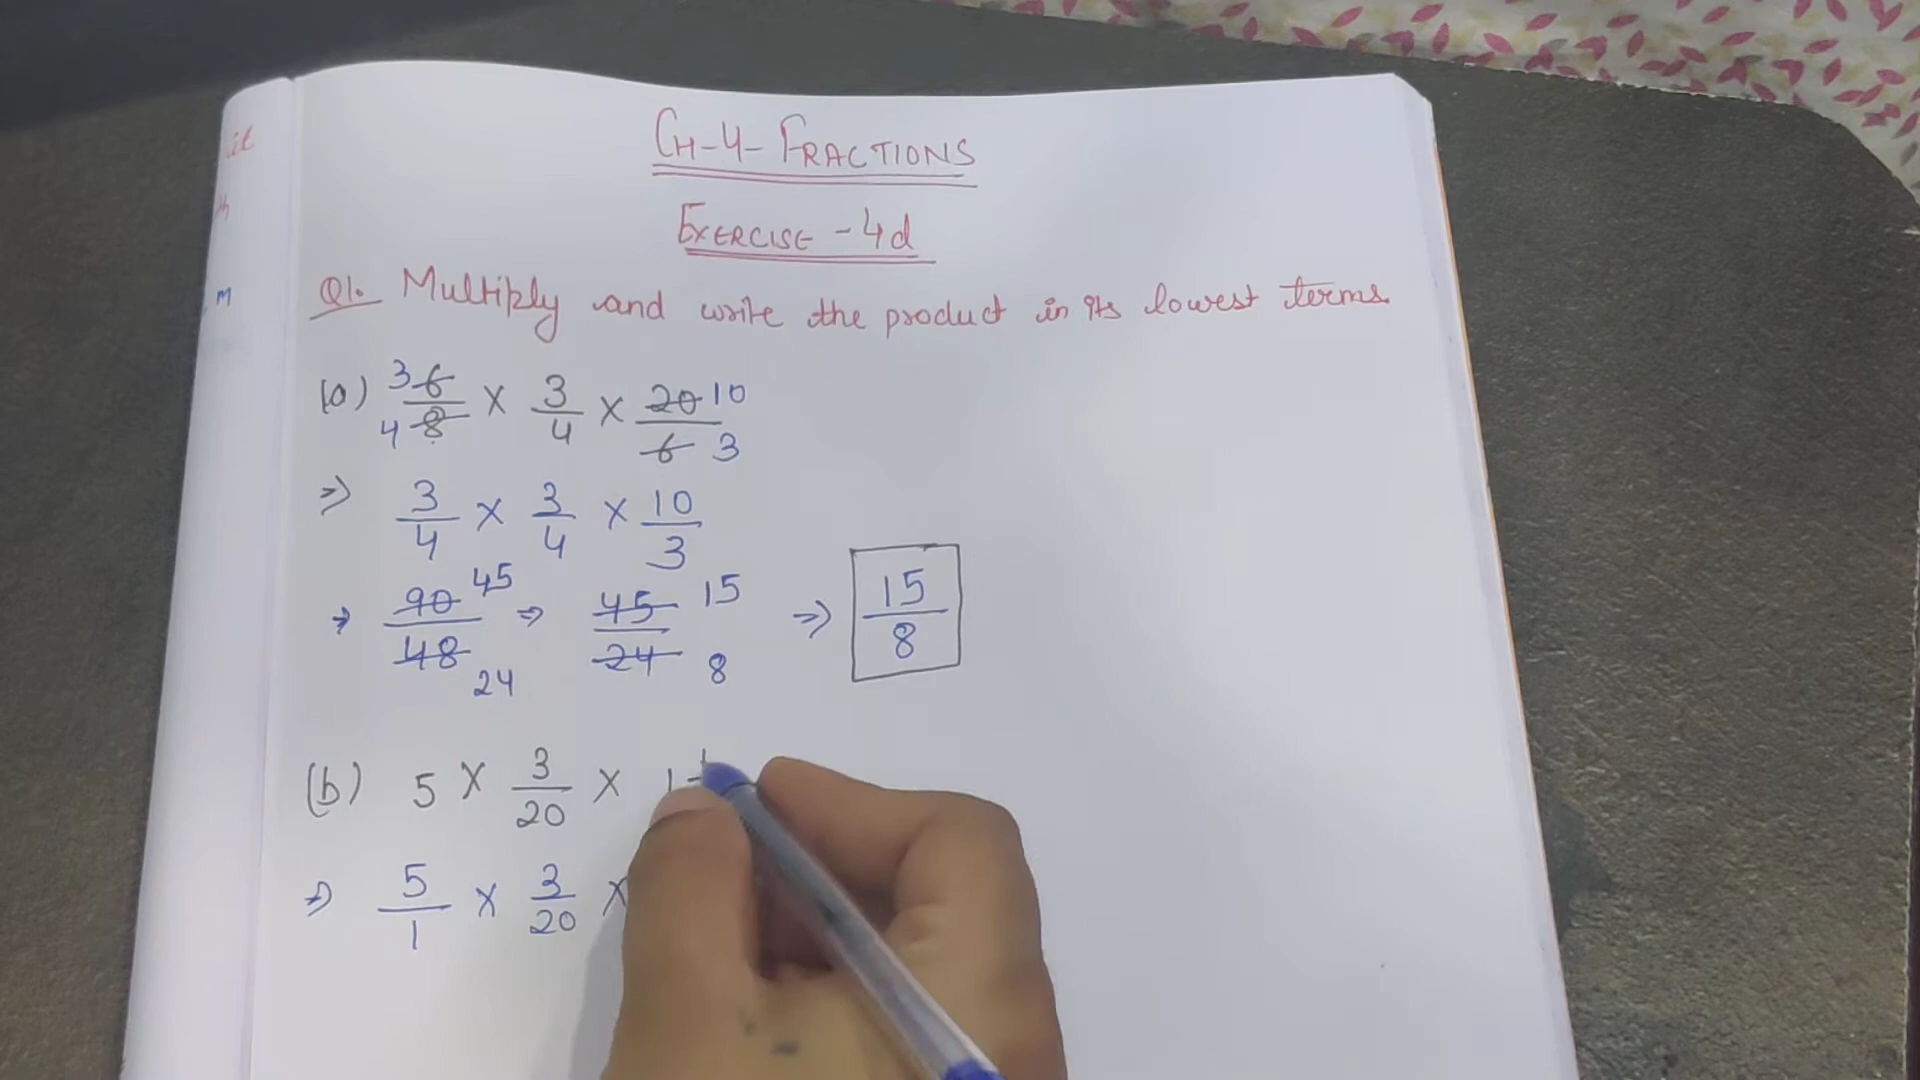 CH-4- FRACTIONS
EXERCISE - 4d
Q1. Multiply and write the product in its lowest terms.
(a) 3 6/4 8 × 3/4 × 20 10/6 3
⇒ 3/4 × 3/4 × 10/3
⇒ 90 45/48 24 ⇒ 45 15/24 8 ⇒ 15/8
(b) 5 × 3/20 × 1
⇒ 5/1 × 3/20 ×
it
M